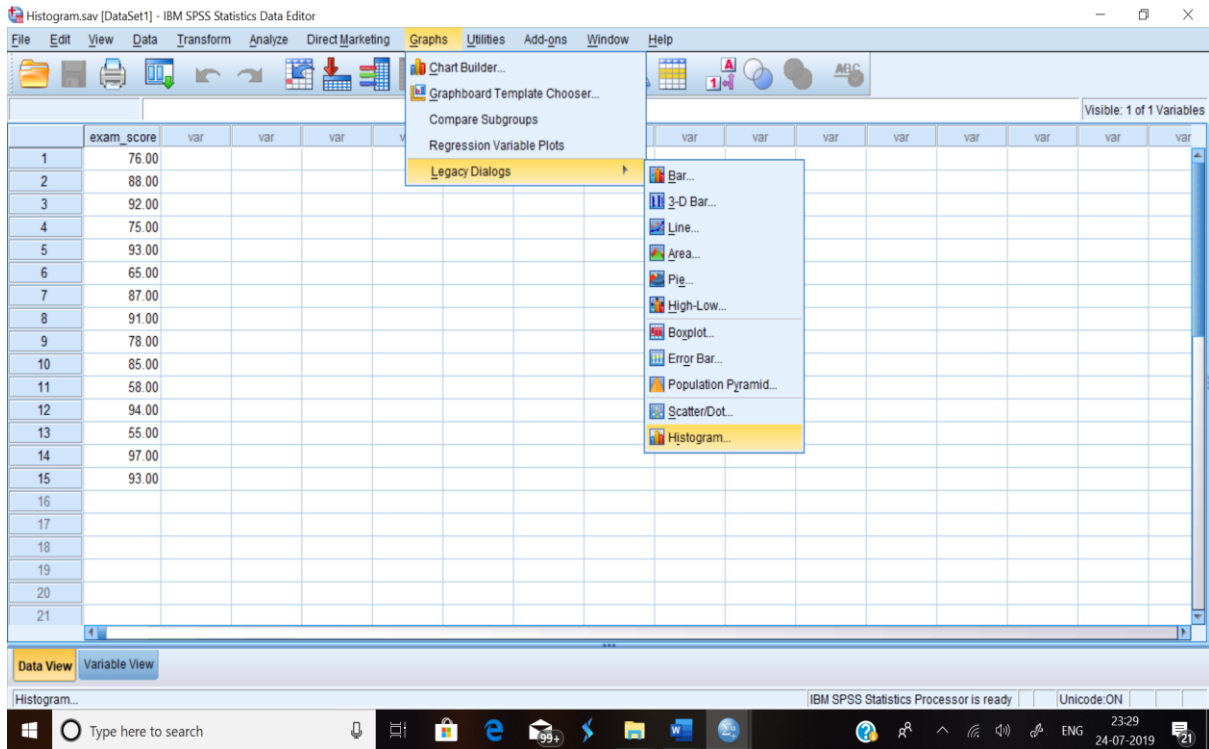 Histogram.sav [DataSet1] - IBM SPSS Statistics Data Editor
File Edit View Data Transform Analyze Direct Marketing Graphs Utilities Add-ons Window Help
Chart Builder...
Graphboard Template Chooser...
Compare Subgroups
Regression Variable Plots
Legacy Dialogs
Bar...
3-D Bar...
Line...
Area...
Pie...
High-Low...
Boxplot...
Error Bar...
Population Pyramid...
Scatter/Dot...
Histogram...
A
1
ABC
Visible: 1 of 1 Variables
exam_score var var var v var var var var var var var var
1 76.00
2 88.00
3 92.00
4 75.00
5 93.00
6 65.00
7 87.00
8 91.00
9 78.00
10 85.00
11 58.00
12 94.00
13 55.00
14 97.00
15 93.00
16
17
18
19
20
21
Data View Variable View
Histogram... IBM SPSS Statistics Processor is ready Unicode:ON
Type here to search 99+ ENG 23:29
24-07-2019 21